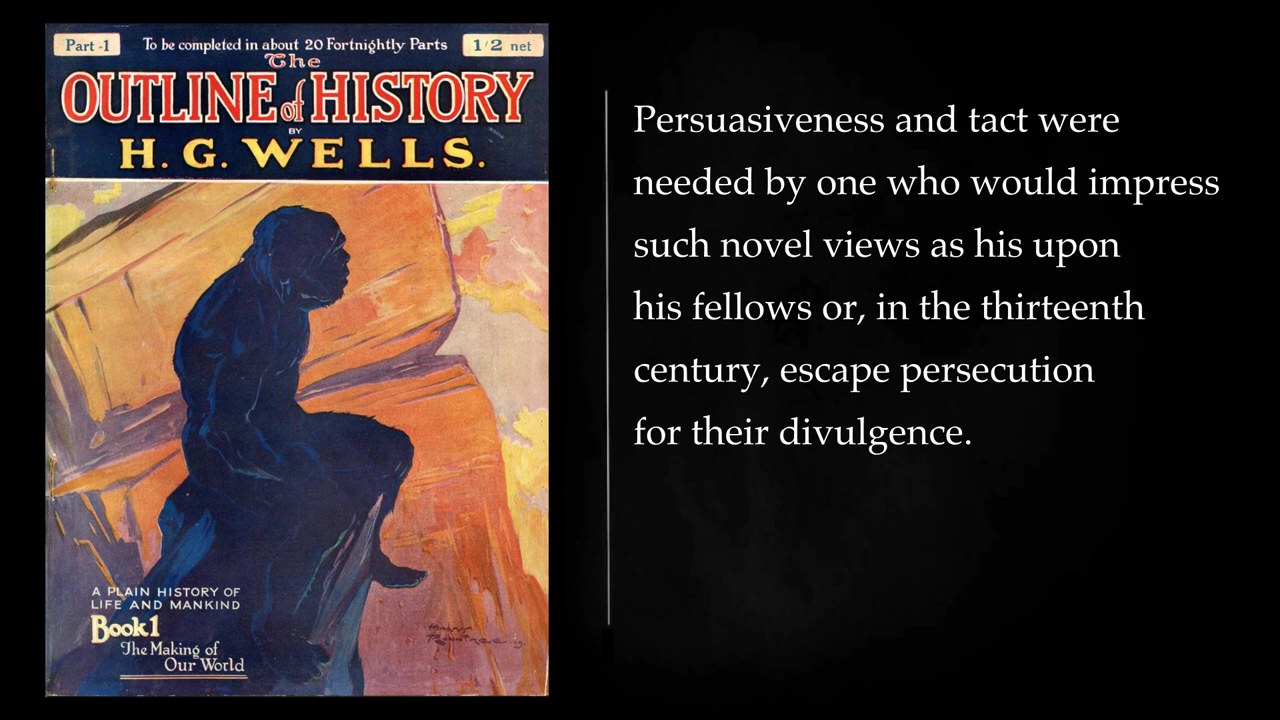 Part -1
To be completed in about 20 Fortnightly Parts
1/2 net
The
OUTLINE of HISTORY
BY
H. G. WELLS.
A PLAIN HISTORY OF
LIFE AND MANKIND
Book 1
The Making of
Our World
Persuasiveness and tact were
needed by one who would impress
such novel views as his upon
his fellows or, in the thirteenth
century, escape persecution
for their divulgence.